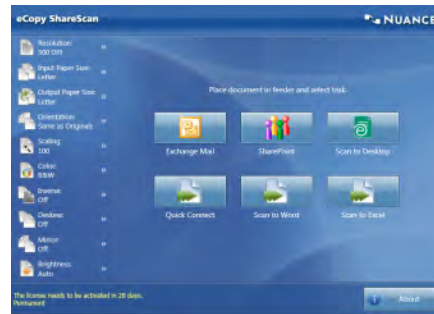 eCopy ShareScan
NUANCE
Resolution:
300 DPI
Input Paper Size:
Letter
Output Paper Size:
Letter
Orientation:
Same as Originals
Scaling:
100
Color:
B&W
Inverse:
Off
Deskew:
Off
Mirror:
Off
Brightness:
Auto
Place document in feeder and select task.
Exchange Mail
SharePoint
Scan to Desktop
Quick Connect
Scan to Word
Scan to Excel
The license needs to be activated in 28 days.
Permanent
About